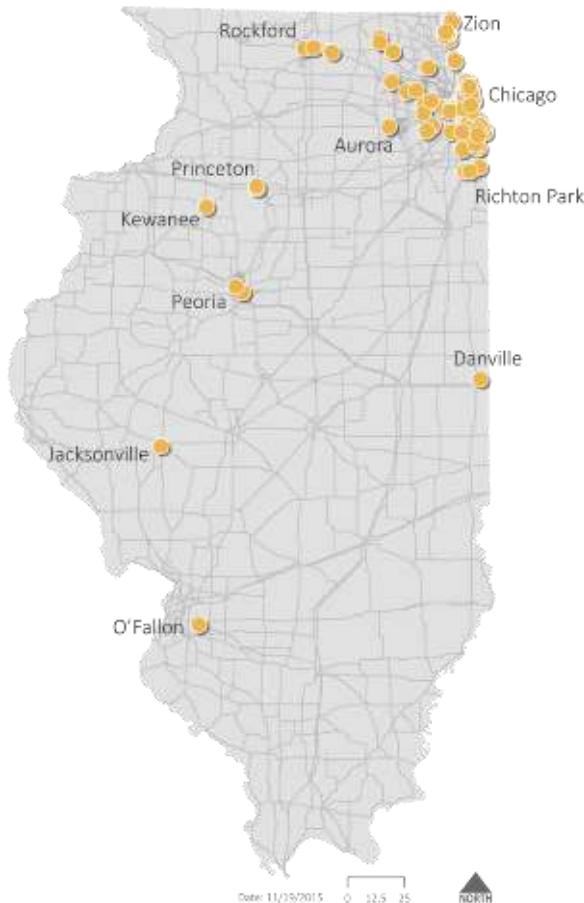 Rockford
Zion
Chicago
Aurora
Princeton
Richton Park
Kewanee
Peoria
Danville
Jacksonville
O'Fallon
Date: 11/19/2015
0 12.5 25
NORTH